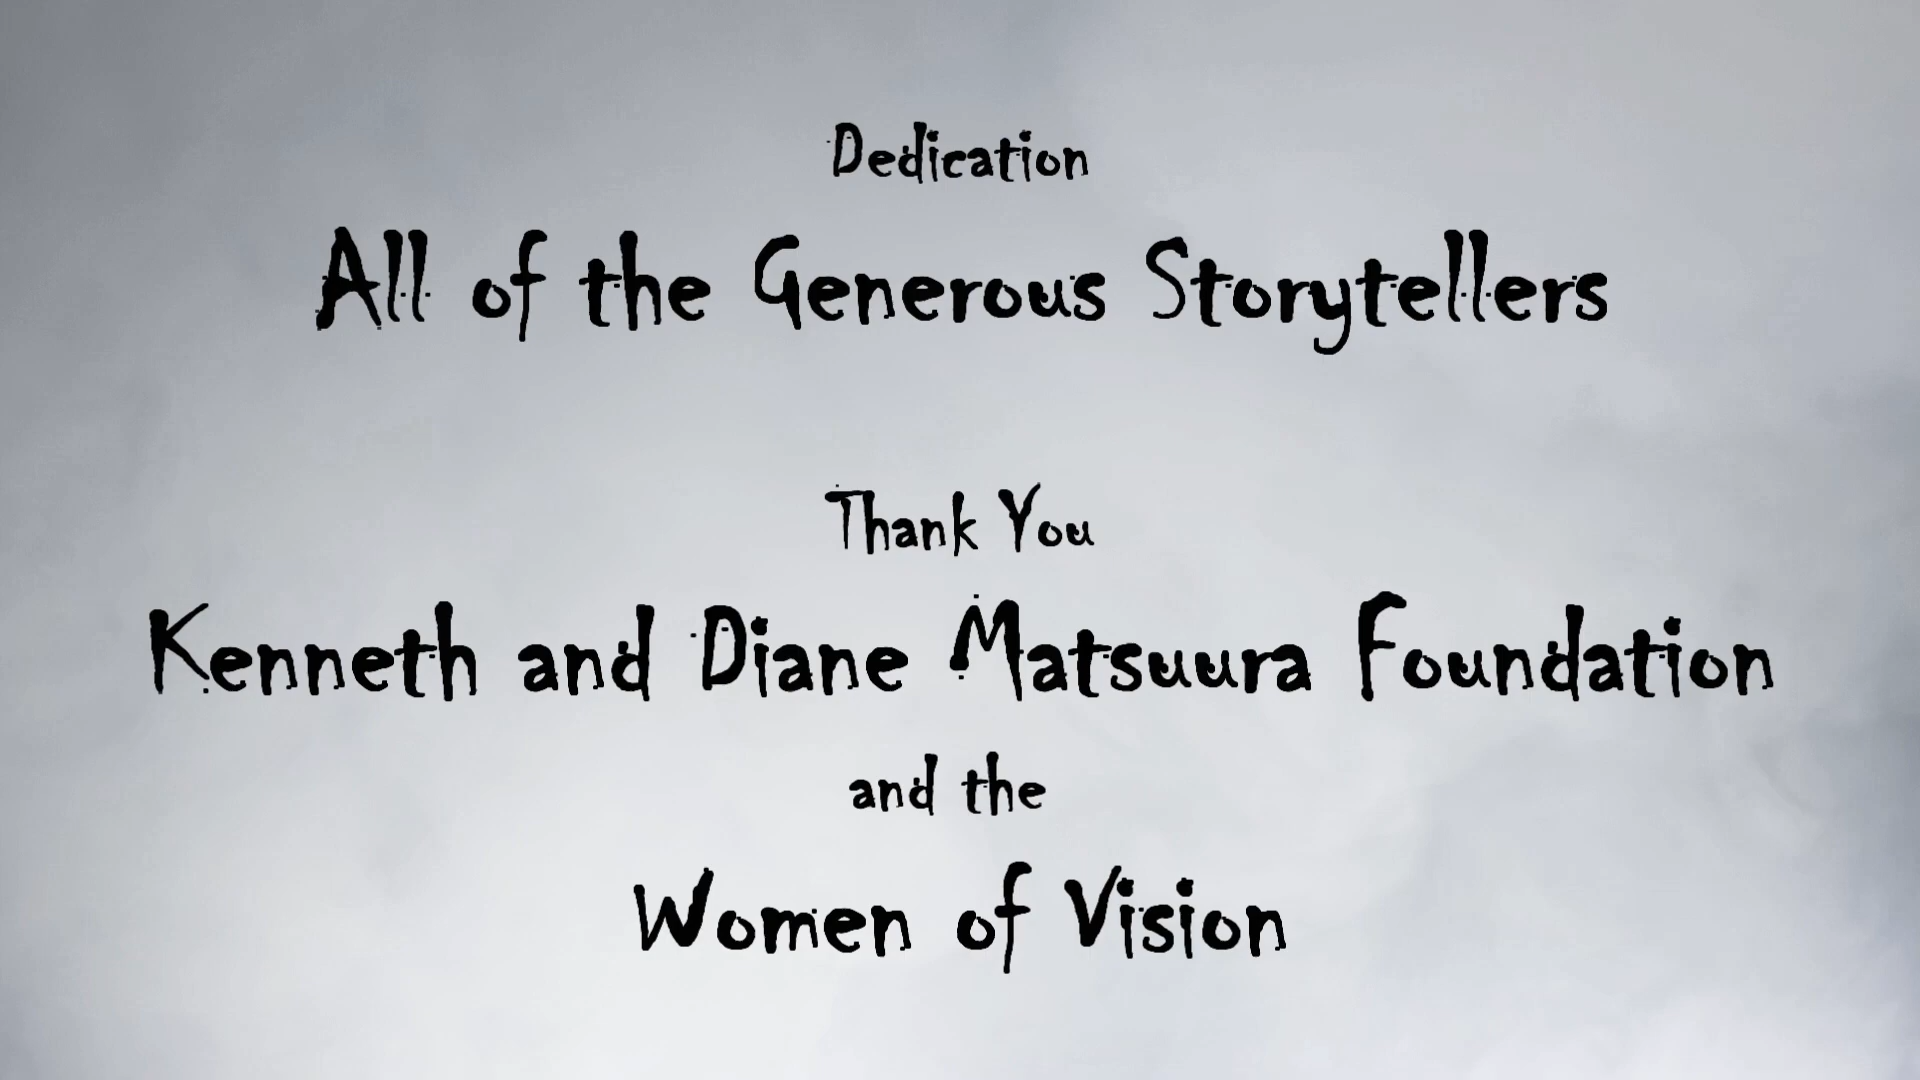 Dedication
All of the Generous Storytellers
Thank You
Kenneth and Diane Matsuura Foundation
and the
Women of Vision